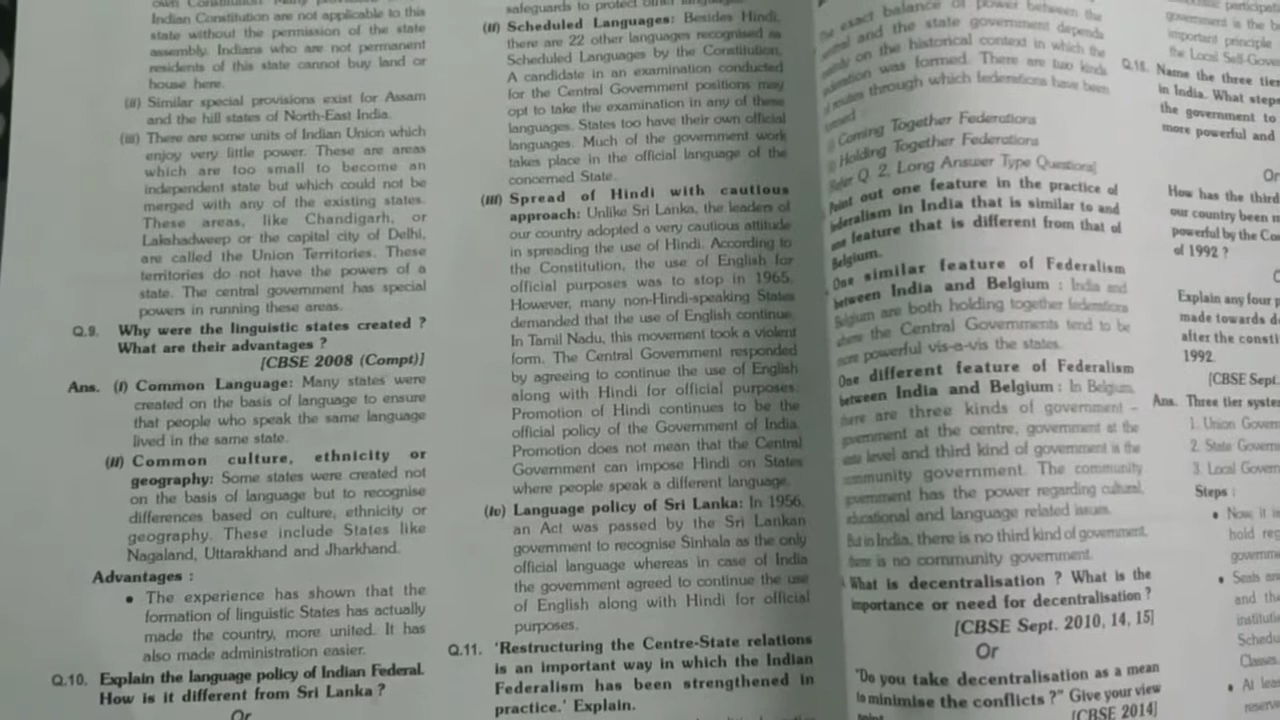 Indian Constitution are not applicable to this
state without the permission of the state
assembly. Indians who are not permanent
residents of this state cannot buy land or
house here.
(ii) Similar special provisions exist for Assam
and the hill states of North-East India.
(iii) There are some units of Indian Union which
enjoy very little power. These are areas
which are too small to become an
independent state but which could not be
merged with any of the existing states.
These areas, like Chandigarh, or
Lakshadweep or the capital city of Delhi,
are called the Union Territories. These
territories do not have the powers of a
state. The central government has special
powers in running these areas.
Q.9. Why were the linguistic states created ?
What are their advantages ?
[CBSE 2008 (Compt)]
Ans. (i) Common Language: Many states were
created on the basis of language to ensure
that people who speak the same language
lived in the same state.
(ii) Common culture, ethnicity or
geography: Some states were created not
on the basis of language but to recognise
differences based on culture, ethnicity or
geography. These include States like
Nagaland, Uttarakhand and Jharkhand.
Advantages :
• The experience has shown that the
formation of linguistic States has actually
made the country, more united. It has
also made administration easier.
Q.10. Explain the language policy of Indian Federal.
How is it different from Sri Lanka ?
Or
safeguards to protect other languages
(ii) Scheduled Languages: Besides Hindi,
there are 22 other languages recognised as
Scheduled Languages by the Constitution.
A candidate in an examination conducted
for the Central Government positions may
opt to take the examination in any of these
languages. States too have their own official
languages. Much of the government work
takes place in the official language of the
concerned State.
(iii) Spread of Hindi with cautious
approach: Unlike Sri Lanka, the leaders of
our country adopted a very cautious attitude
in spreading the use of Hindi. According to
the Constitution, the use of English for
official purposes was to stop in 1965.
However, many non-Hindi-speaking States
demanded that the use of English continue.
In Tamil Nadu, this movement took a violent
form. The Central Government responded
by agreeing to continue the use of English
along with Hindi for official purposes.
Promotion of Hindi continues to be the
official policy of the Government of India.
Promotion does not mean that the Central
Government can impose Hindi on States
where people speak a different language.
(iv) Language policy of Sri Lanka: In 1956,
an Act was passed by the Sri Lankan
government to recognise Sinhala as the only
official language whereas in case of India
the government agreed to continue the use
of English along with Hindi for official
purposes.
Q.11. 'Restructuring the Centre-State relations
is an important way in which the Indian
Federalism has been strengthened in
practice.' Explain.
exact balance of power between the
and the state government depends
on the historical context in which the
was formed. There are two kinds
routes through which federations have been
Coming Together Federations
Holding Together Federations
Q. 2, Long Answer Type Questions]
Point out one feature in the practice of
federalism in India that is similar to and
one feature that is different from that of
Belgium.
One similar feature of Federalism
between India and Belgium : India and
Belgium are both holding together federations
where the Central Governments tend to be
more powerful vis-a-vis the states.
One different feature of Federalism
between India and Belgium : In Belgium,
there are three kinds of government –
government at the centre, government at the
state level and third kind of government is the
community government. The community
government has the power regarding cultural,
educational and language related issues.
But in India, there is no third kind of government,
there is no community government.
What is decentralisation ? What is the
importance or need for decentralisation ?
[CBSE Sept. 2010, 14, 15]
Or
"Do you take decentralisation as a mean
to minimise the conflicts ?" Give your view
point. [CBSE 2014]
government is the
important principle
the Local Self-
Q.16. Name the three
in India. What steps
the government to
more powerful and
Or
How has the third
our country been
powerful by the
of 1992 ?
Explain any four
made towards
after the
1992.
[CBSE Sept.
Ans. Three tier
1. Union
2. State
3. Local
Steps :
• Now, it
hold
• Seats
and
Classes.
• At